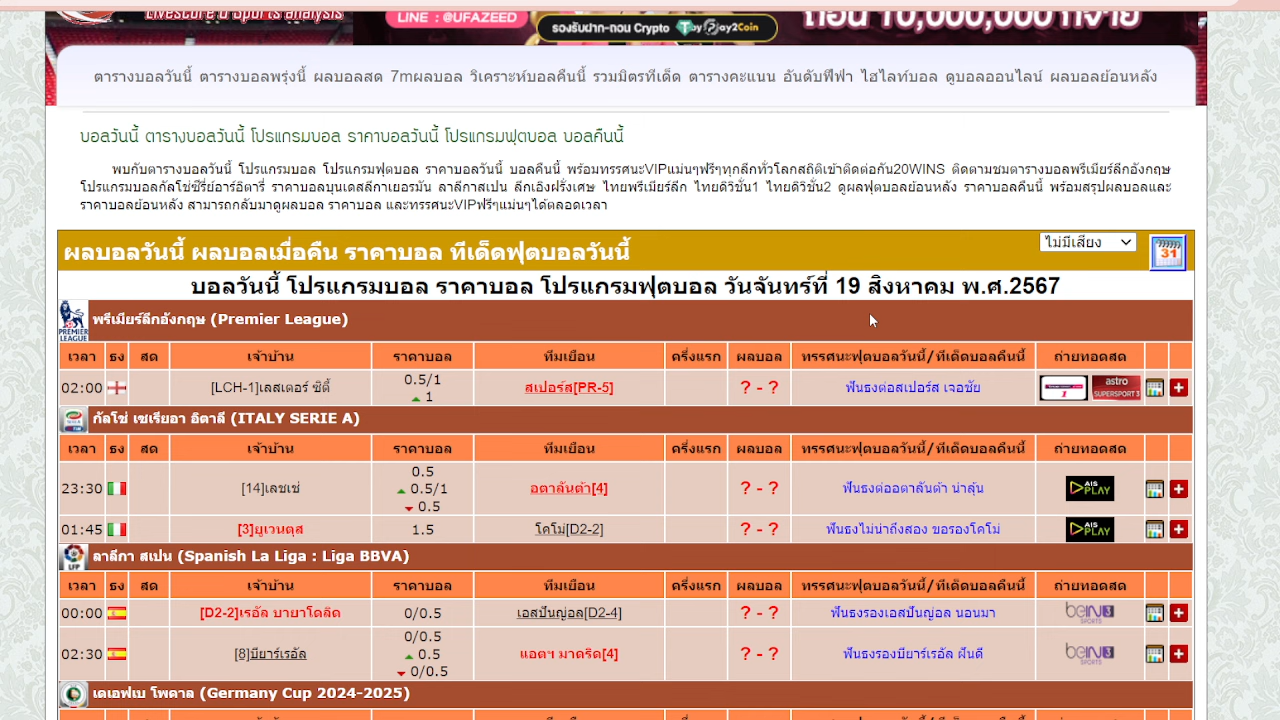 Livescore & Sports analysis
LINE : @UFAZEED
รองรับฝาก-ถอน Crypto by Pay2Coin
ถอน 10,000,000 ก็จ่าย
ตารางบอลวันนี้ ตารางบอลพรุ่งนี้ ผลบอลสด 7mผลบอล วิเคราะห์บอลคืนนี้ รวมมิตรทีเด็ด ตารางคะแนน อันดับฟีฟ่า ไฮไลท์บอล ดูบอลออนไลน์ ผลบอลย้อนหลัง
บอลวันนี้ ตารางบอลวันนี้ โปรแกรมบอล ราคาบอลวันนี้ โปรแกรมฟุตบอล บอลคืนนี้
พบกับตารางบอลวันนี้ โปรแกรมบอล โปรแกรมฟุตบอล ราคาบอลวันนี้ บอลคืนนี้ พร้อมทรรศนะVIPแม่นๆฟรีๆทุกลีกทั่วโลกสถิติเข้าติดต่อกัน20WINS ติดตามชมตารางบอลพรีเมียร์ลีกอังกฤษ
โปรแกรมบอลกัลโช่ซีรี่ย์อาร์อิตารี่ ราคาบอลบุนเดสลีกาเยอรมัน ลาลีกาสเปน ลีกเอิงฝรั่งเศษ ไทยพรีเมียร์ลีก ไทยดิวิชั่น1 ไทยดิวิชั่น2 ดูผลฟุตบอลย้อนหลัง ราคาบอลคืนนี้ พร้อมสรุปผลบอลและ
ราคาบอลย้อนหลัง สามารถกลับมาดูผลบอล ราคาบอล และทรรศนะVIPฟรีๆแม่นๆได้ตลอดเวลา
ผลบอลวันนี้ ผลบอลเมื่อคืน ราคาบอล ทีเด็ดฟุตบอลวันนี้ ไม่มีเสียง 31
บอลวันนี้ โปรแกรมบอล ราคาบอล โปรแกรมฟุตบอล วันจันทร์ที่ 19 สิงหาคม พ.ศ.2567
PREMIER LEAGUE พรีเมียร์ลีกอังกฤษ (Premier League)
เวลา ธง สด เจ้าบ้าน ราคาบอล ทีมเยือน ครึ่งแรก ผลบอล ทรรศนะฟุตบอลวันนี้/ทีเด็ดบอลคืนนี้ ถ่ายทอดสด
02:00 [LCH-1]เลสเตอร์ ซิตี้ 0.5/1 สเปอร์ส[PR-5] ? - ? ฟันธงต่อสเปอร์ส เจอชัย 1 astro SUPERSPORT 3
1
กัลโช่ เซเรียอา อิตาลี (ITALY SERIE A)
เวลา ธง สด เจ้าบ้าน ราคาบอล ทีมเยือน ครึ่งแรก ผลบอล ทรรศนะฟุตบอลวันนี้/ทีเด็ดบอลคืนนี้ ถ่ายทอดสด
0.5
23:30 [14]เลชเช่ 0.5/1 อตาลันต้า[4] ? - ? ฟันธงต่ออตาลันต้า น่าลุ้น AIS PLAY
0.5
01:45 [3]ยูเวนตุส 1.5 โคโม่[D2-2] ? - ? ฟันธงไม่น่าถึงสอง ขอรองโคโม่ AIS PLAY
LFP ลาลีกา สเปน (Spanish La Liga : Liga BBVA)
เวลา ธง สด เจ้าบ้าน ราคาบอล ทีมเยือน ครึ่งแรก ผลบอล ทรรศนะฟุตบอลวันนี้/ทีเด็ดบอลคืนนี้ ถ่ายทอดสด
00:00 [D2-2]เรอัล บายาโดลิด 0/0.5 เอสปันญ่อล[D2-4] ? - ? ฟันธงรองเอสปันญ่อล นอนมา beIN SPORTS 3
0/0.5
02:30 [8]บียาร์เรอัล 0.5 แอตฯ มาดริด[4] ? - ? ฟันธงรองบียาร์เรอัล ผีนดี beIN SPORTS 3
0/0.5
เดเอฟเบ โพคาล (Germany Cup 2024-2025)